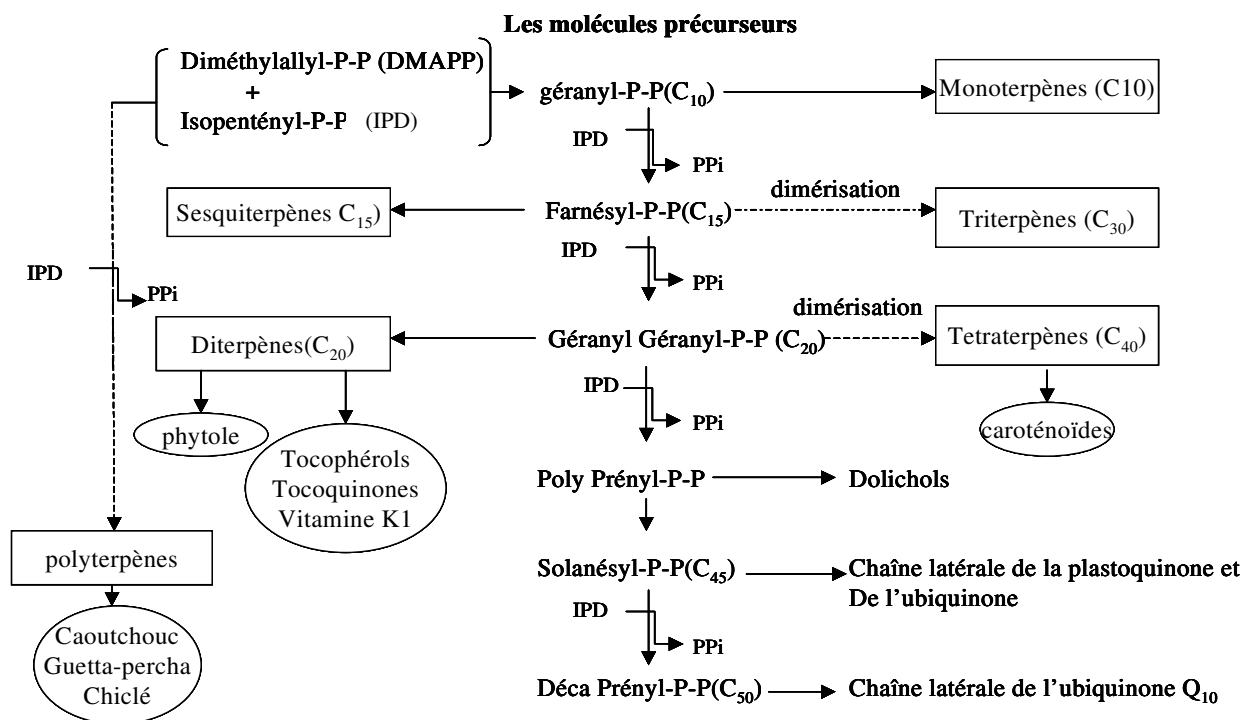 Les molécules précurseurs
Diméthylallyl-P-P (DMAPP)
+
Isopentényl-P-P (IPD)
géranyl-P-P(C₁₀)
Monoterpènes (C10)
IPD
PPi
Sesquiterpènes C₁₅)
Farnésyl-P-P(C₁₅)
dimérisation
Triterpènes (C₃₀)
IPD
PPi
IPD
PPi
Diterpènes(C₂₀)
Gérányl Géranyl-P-P (C₂₀)
dimérisation
Tetraterpènes (C₄₀)
IPD
PPi
phytole
caroténoïdes
Tocophérols
Tocoquinones
Vitamine K1
Poly Prényl-P-P
Dolichols
polyterpènes
Solanésyl-P-P(C₄₅)
Chaîne latérale de la plastoquinone et
De l’ubiquinone
IPD
PPi
Caoutchouc
Guetta-percha
Chiclé
Déca Prényl-P-P(C₅₀)
Chaîne latérale de l’ubiquinone Q₁₀